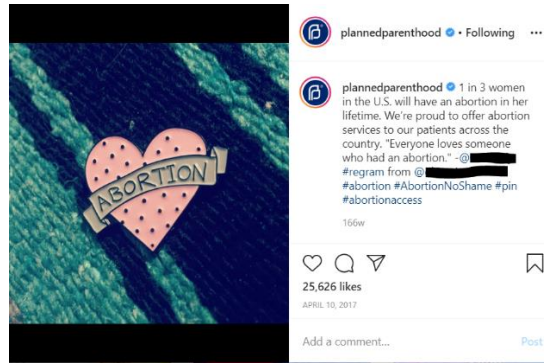 ABORTION
plannedparenthood • Following
plannedparenthood 1 in 3 women
in the U.S. will have an abortion in her
lifetime. We're proud to offer abortion
services to our patients across the
country. "Everyone loves someone
who had an abortion." -@
#regram from @
#abortion #AbortionNoShame #pin
#abortionaccess
166w
25,626 likes
APRIL 10, 2017
Add a comment...
Post